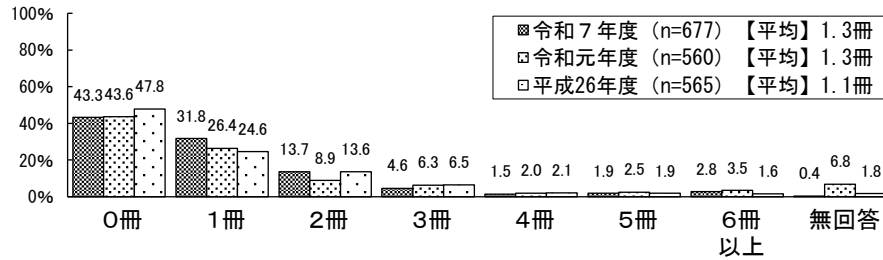 100%
80%
60%
40%
20%
0%
令和７年度 (n=677) 【平均】1.3冊
令和元年度 (n=560) 【平均】1.3冊
平成26年度 (n=565) 【平均】1.1冊
43.3 43.6 47.8
31.8 26.4 24.6
13.7 8.9 13.6
4.6 6.3 6.5
1.5 2.0 2.1
1.9 2.5 1.9
2.8 3.5 1.6
0.4 6.8 1.8
０冊 １冊 ２冊 ３冊 ４冊 ５冊 ６冊 無回答
以上